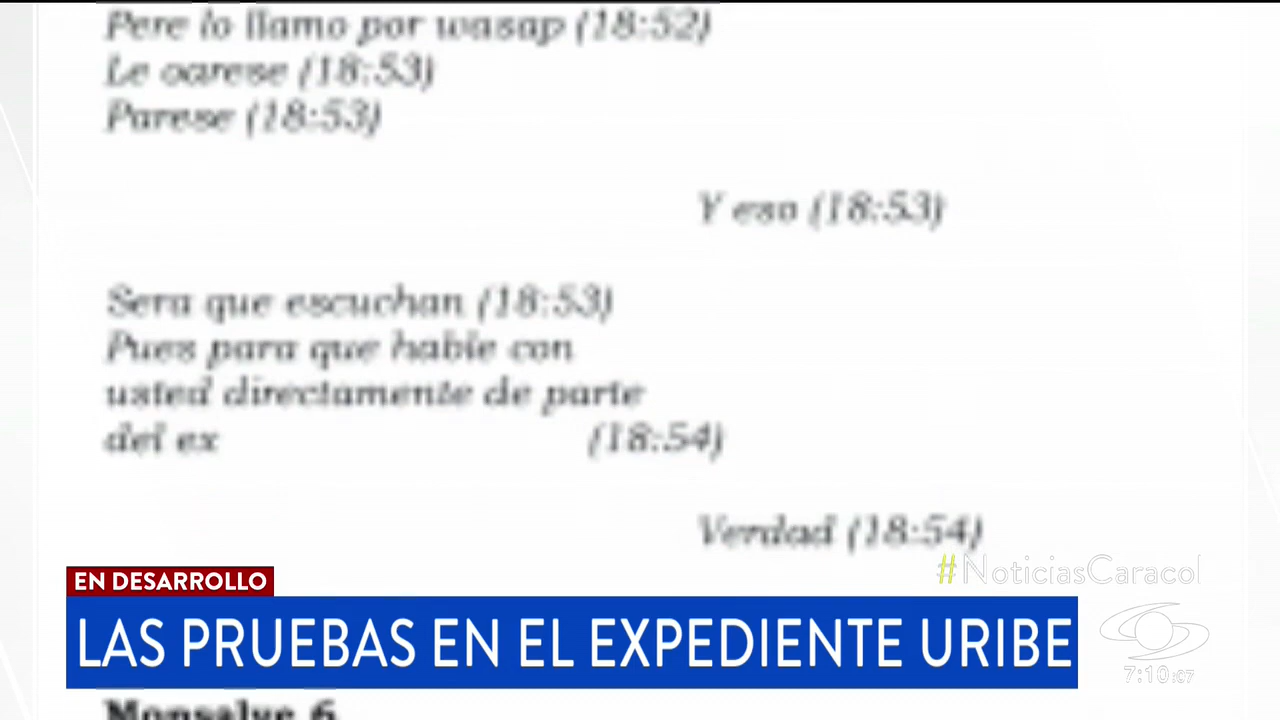 Pere lo llamo por wasap (18:52)
Le oarese (18:53)
Parese (18:53)
Y eso (18:53)
Sera que escuchan (18:53)
Pues para que hable con
usted directamente de parte
del ex (18:54)
Verdad (18:54)
#NoticiasCaracol
EN DESARROLLO
LAS PRUEBAS EN EL EXPEDIENTE URIBE
7:10:07
Monsalve 6